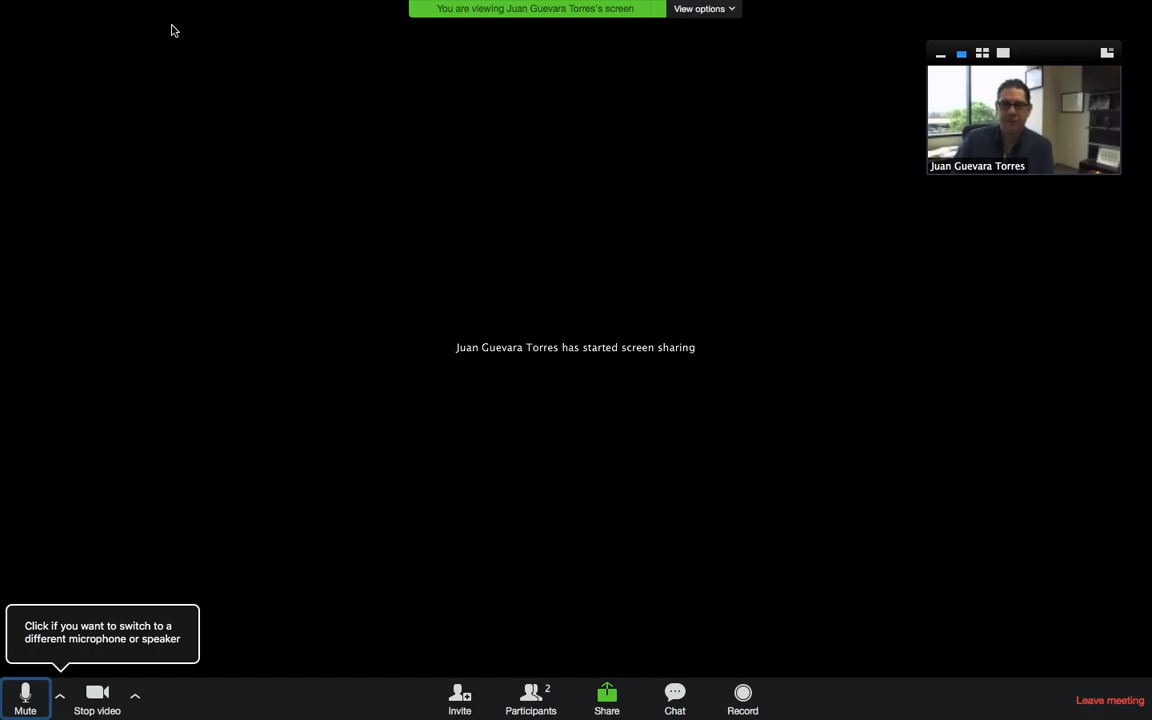 You are viewing Juan Guevara Torres's screen
View options
Juan Guevara Torres
Juan Guevara Torres has started screen sharing
Click if you want to switch to a
different microphone or speaker
Mute
Stop video
Invite
2
Participants
Share
Chat
Record
Leave meeting